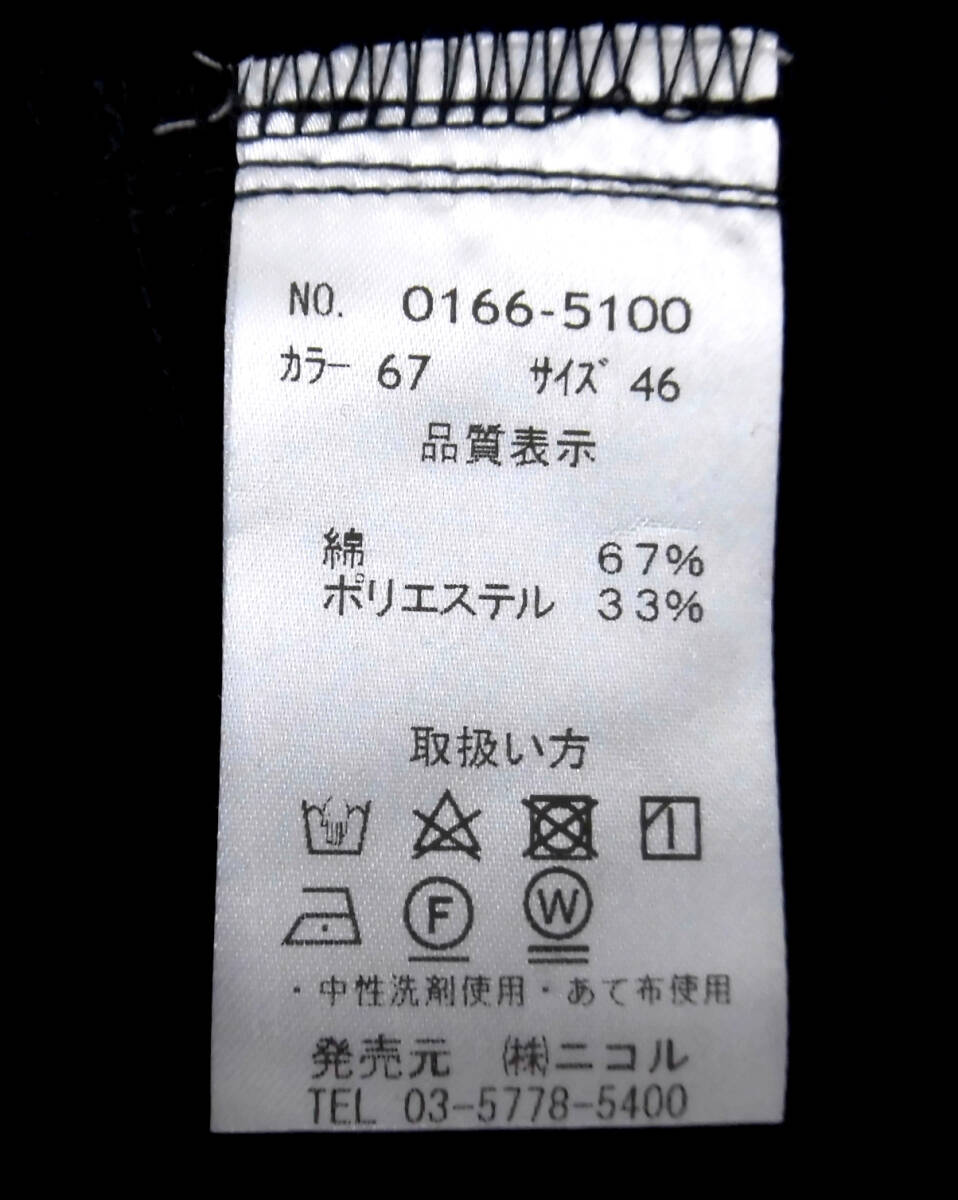 NO. 0166-5100
カラー 67 サイズ 46
品質表示
綿 67%
ポリエステル 33%
取扱い方
F W
・中性洗剤使用・あて布使用
発売元 ㈱ニコル
TEL 03-5778-5400